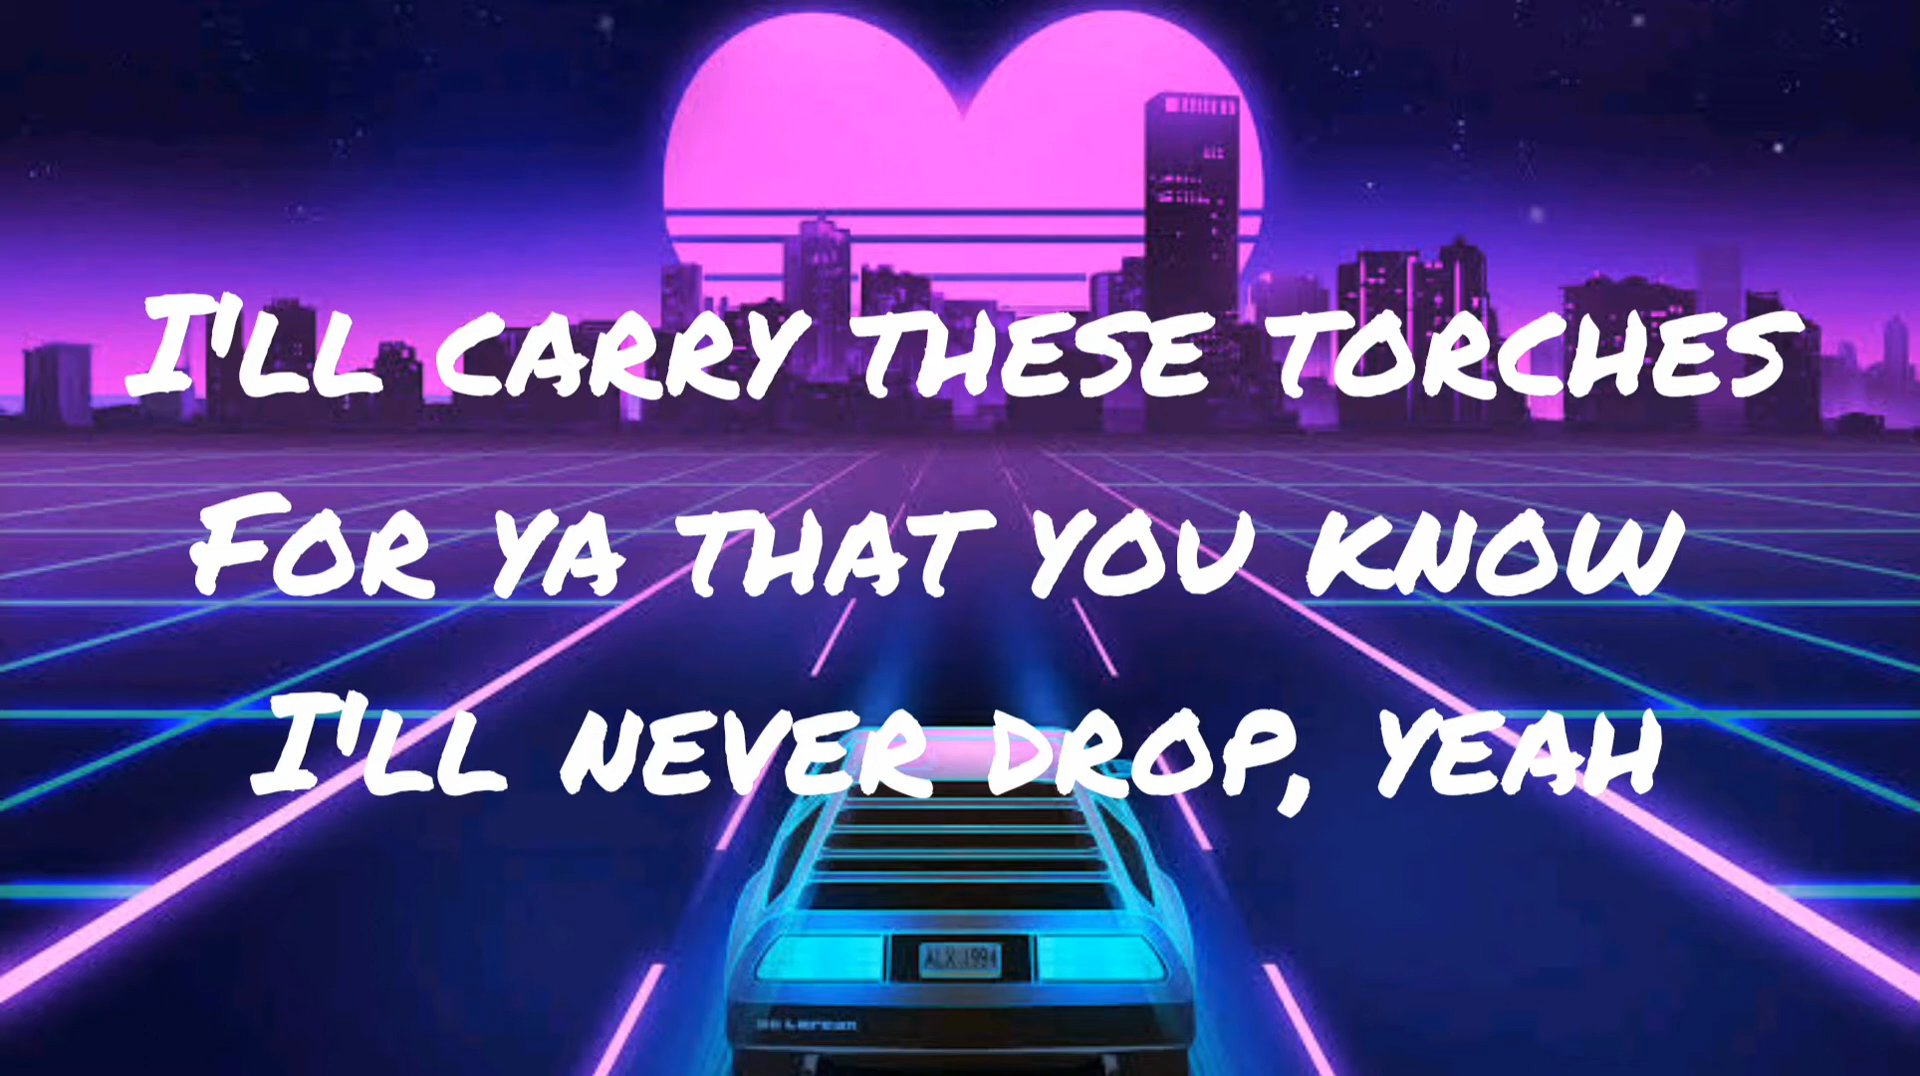 I'LL CARRY THESE TORCHES
FOR YA THAT YOU KNOW
I'LL NEVER DROP, YEAH
ALX 1994